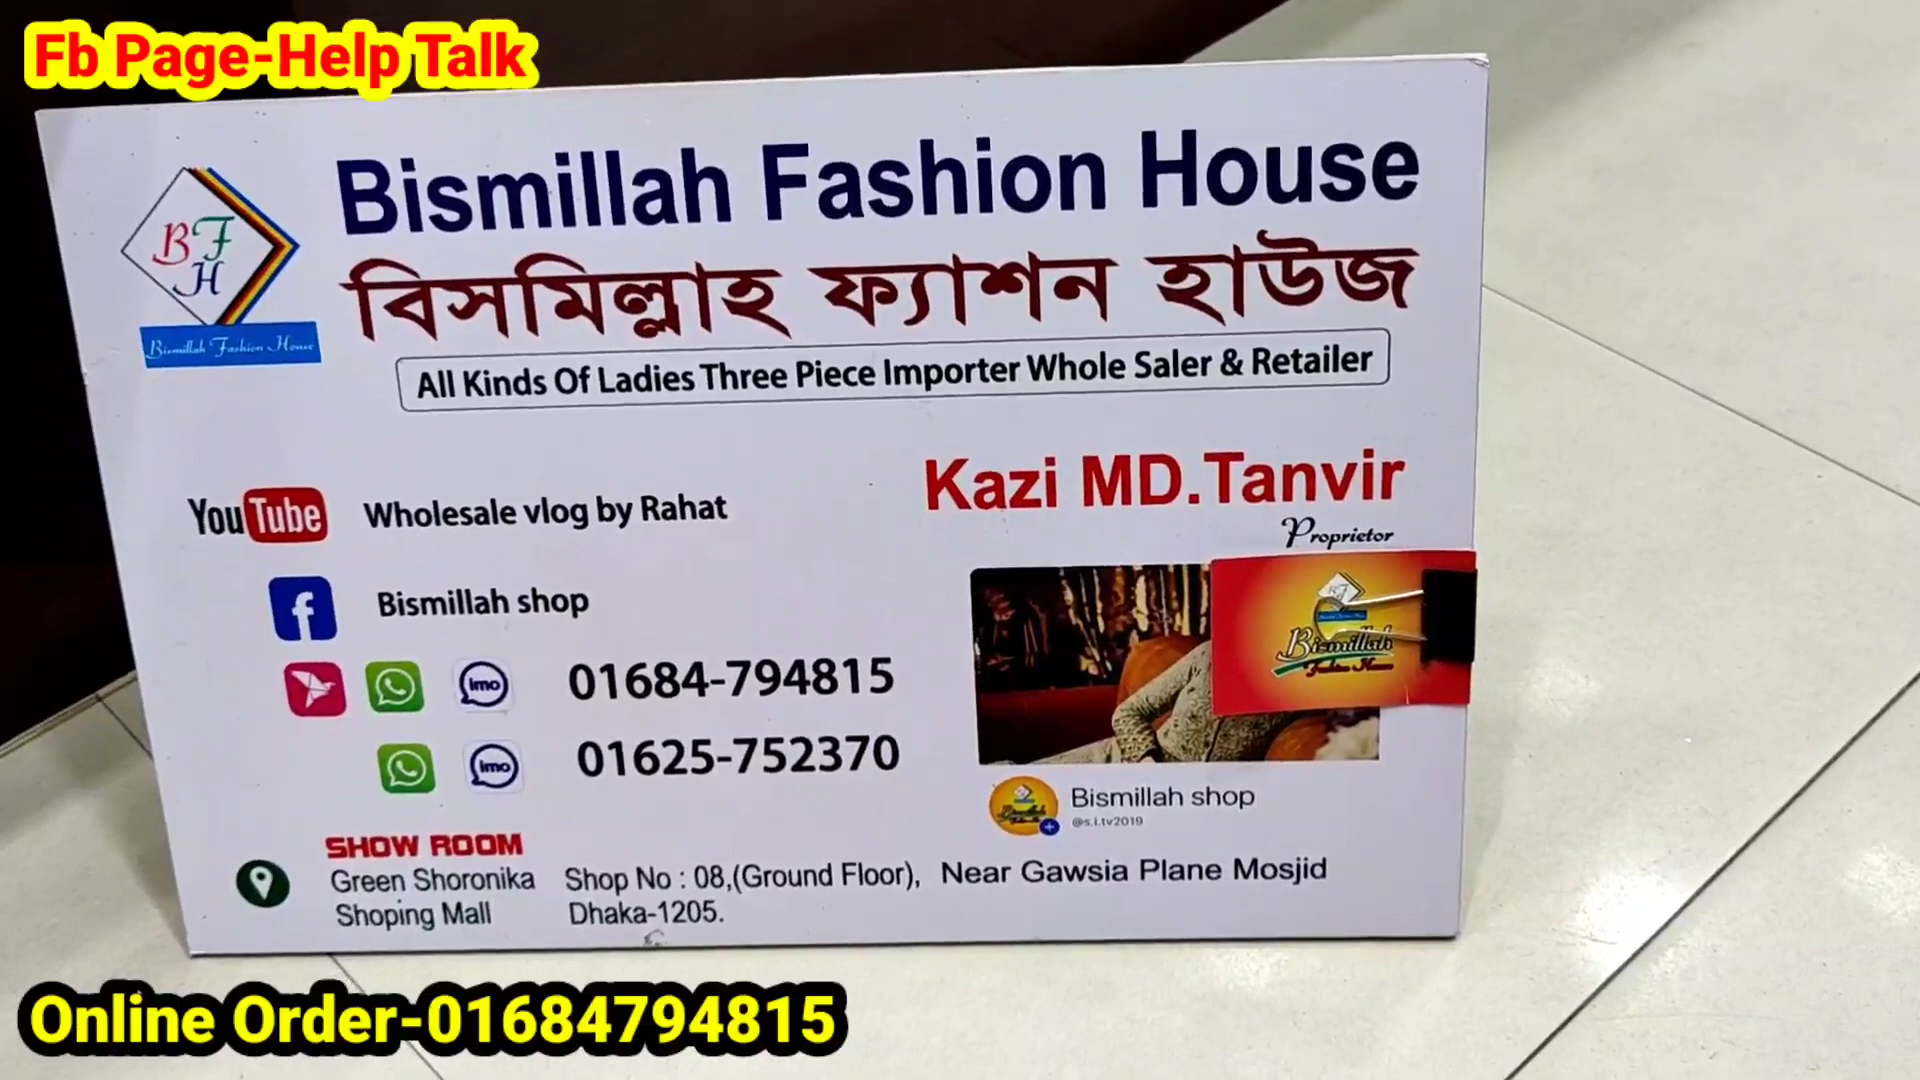 Fb Page-Help Talk
Bismillah Fashion House
B F
H
Bismillah Fashion House
বিসমিল্লাহ ফ্যাশন হাউজ
All Kinds Of Ladies Three Piece Importer Whole Saler & Retailer
Kazi MD.Tanvir
Proprietor
YouTube Wholesale vlog by Rahat
f Bismillah shop
imo 01684-794815
imo 01625-752370
Bismillah
Fashion House
Bismillah shop
@s.i.tv2019
SHOW ROOM
Green Shoronika Shop No : 08,(Ground Floor), Near Gawsia Plane Mosjid
Shoping Mall Dhaka-1205.
Online Order-01684794815